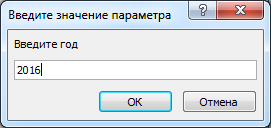 Введите значение параметра
Введите год
2016
ОК
Отмена